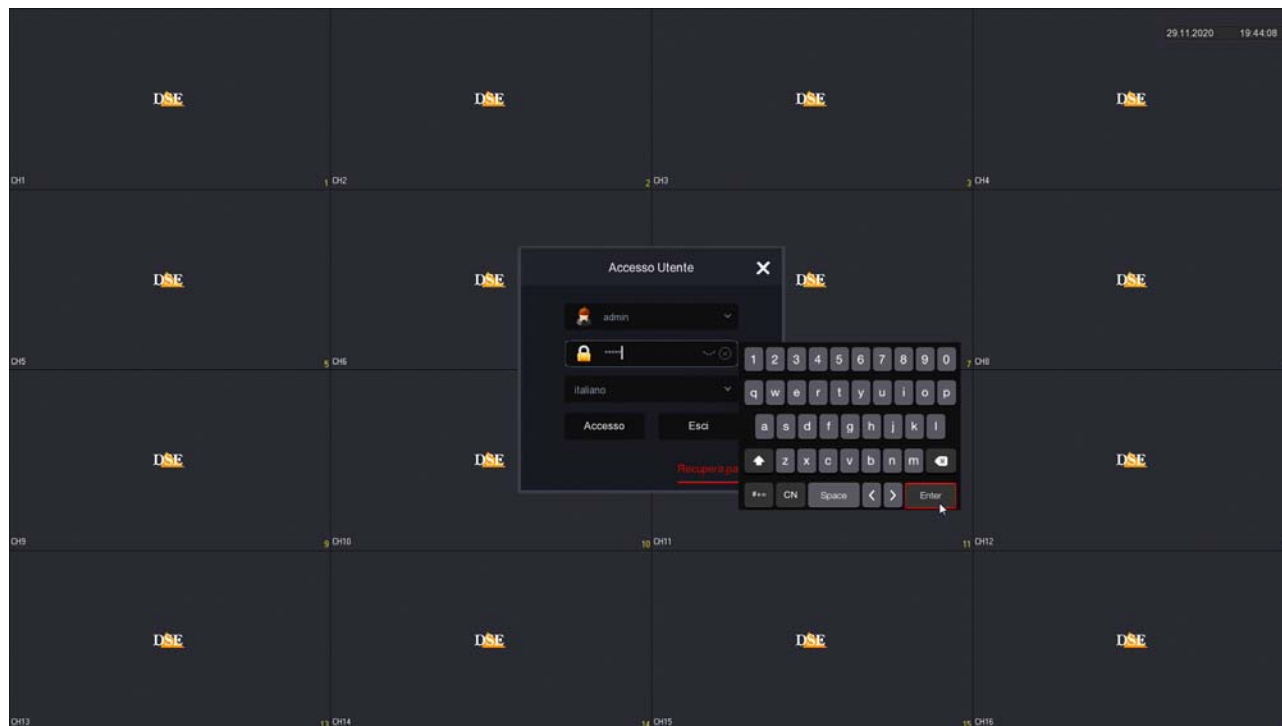 29.11.2020 19:44:08
DSE DSE DSE DSE
CH1 1 CH2 2 CH3 3 CH4
Accesso Utente
DSE DSE DSE DSE
admin
CH5 5 CH6 7 CH8
1 2 3 4 5 6 7 8 9 0
italiano
q w e r t y u i o p
Accesso Esci
a s d f g h j k l
DSE DSE DSE
Recupera pa
z x c v b n m
#+= CN Space Enter
CH9 9 CH10 10 CH11 11 CH12
DSE DSE DSE DSE
CH13 13 CH14 14 CH15 15 CH16